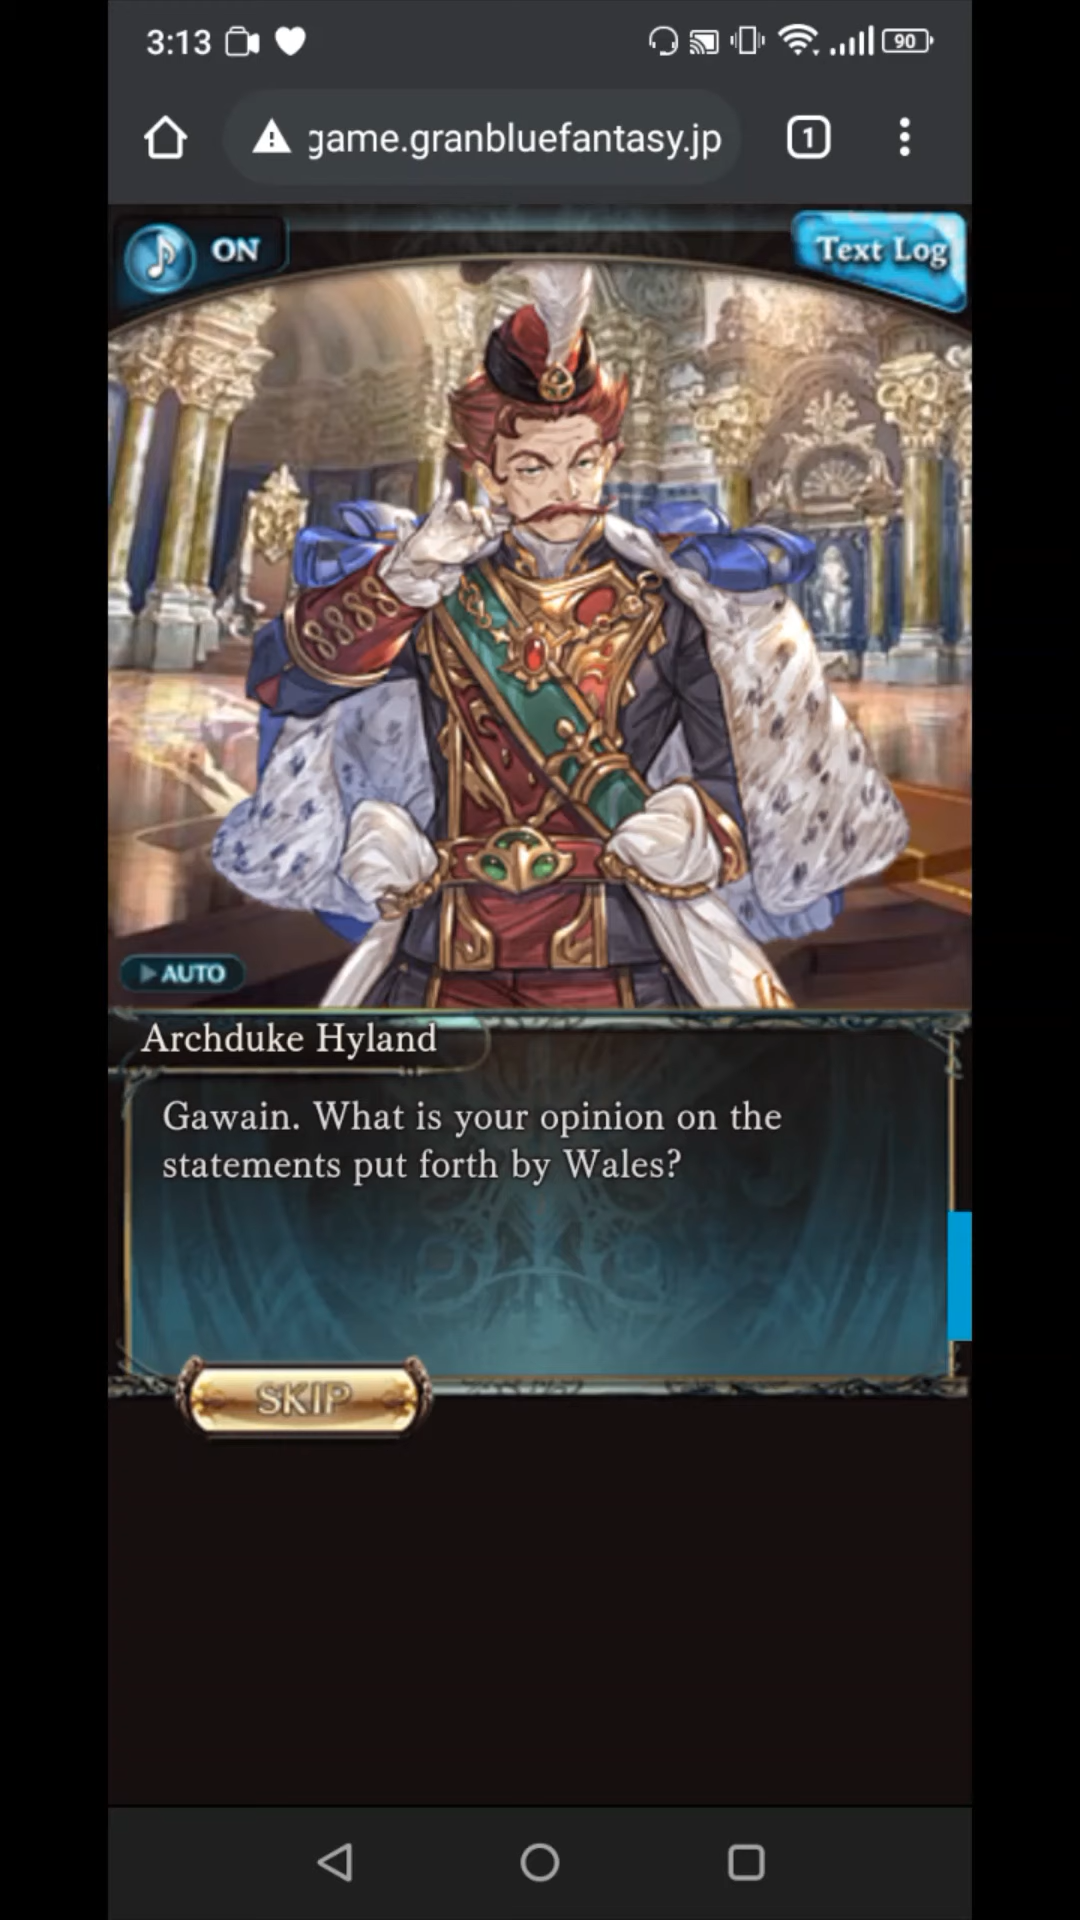 3:13
90
game.granbluefantasy.jp
1
ON
Text Log
AUTO
Archduke Hyland
Gawain. What is your opinion on the
statements put forth by Wales?
SKIP